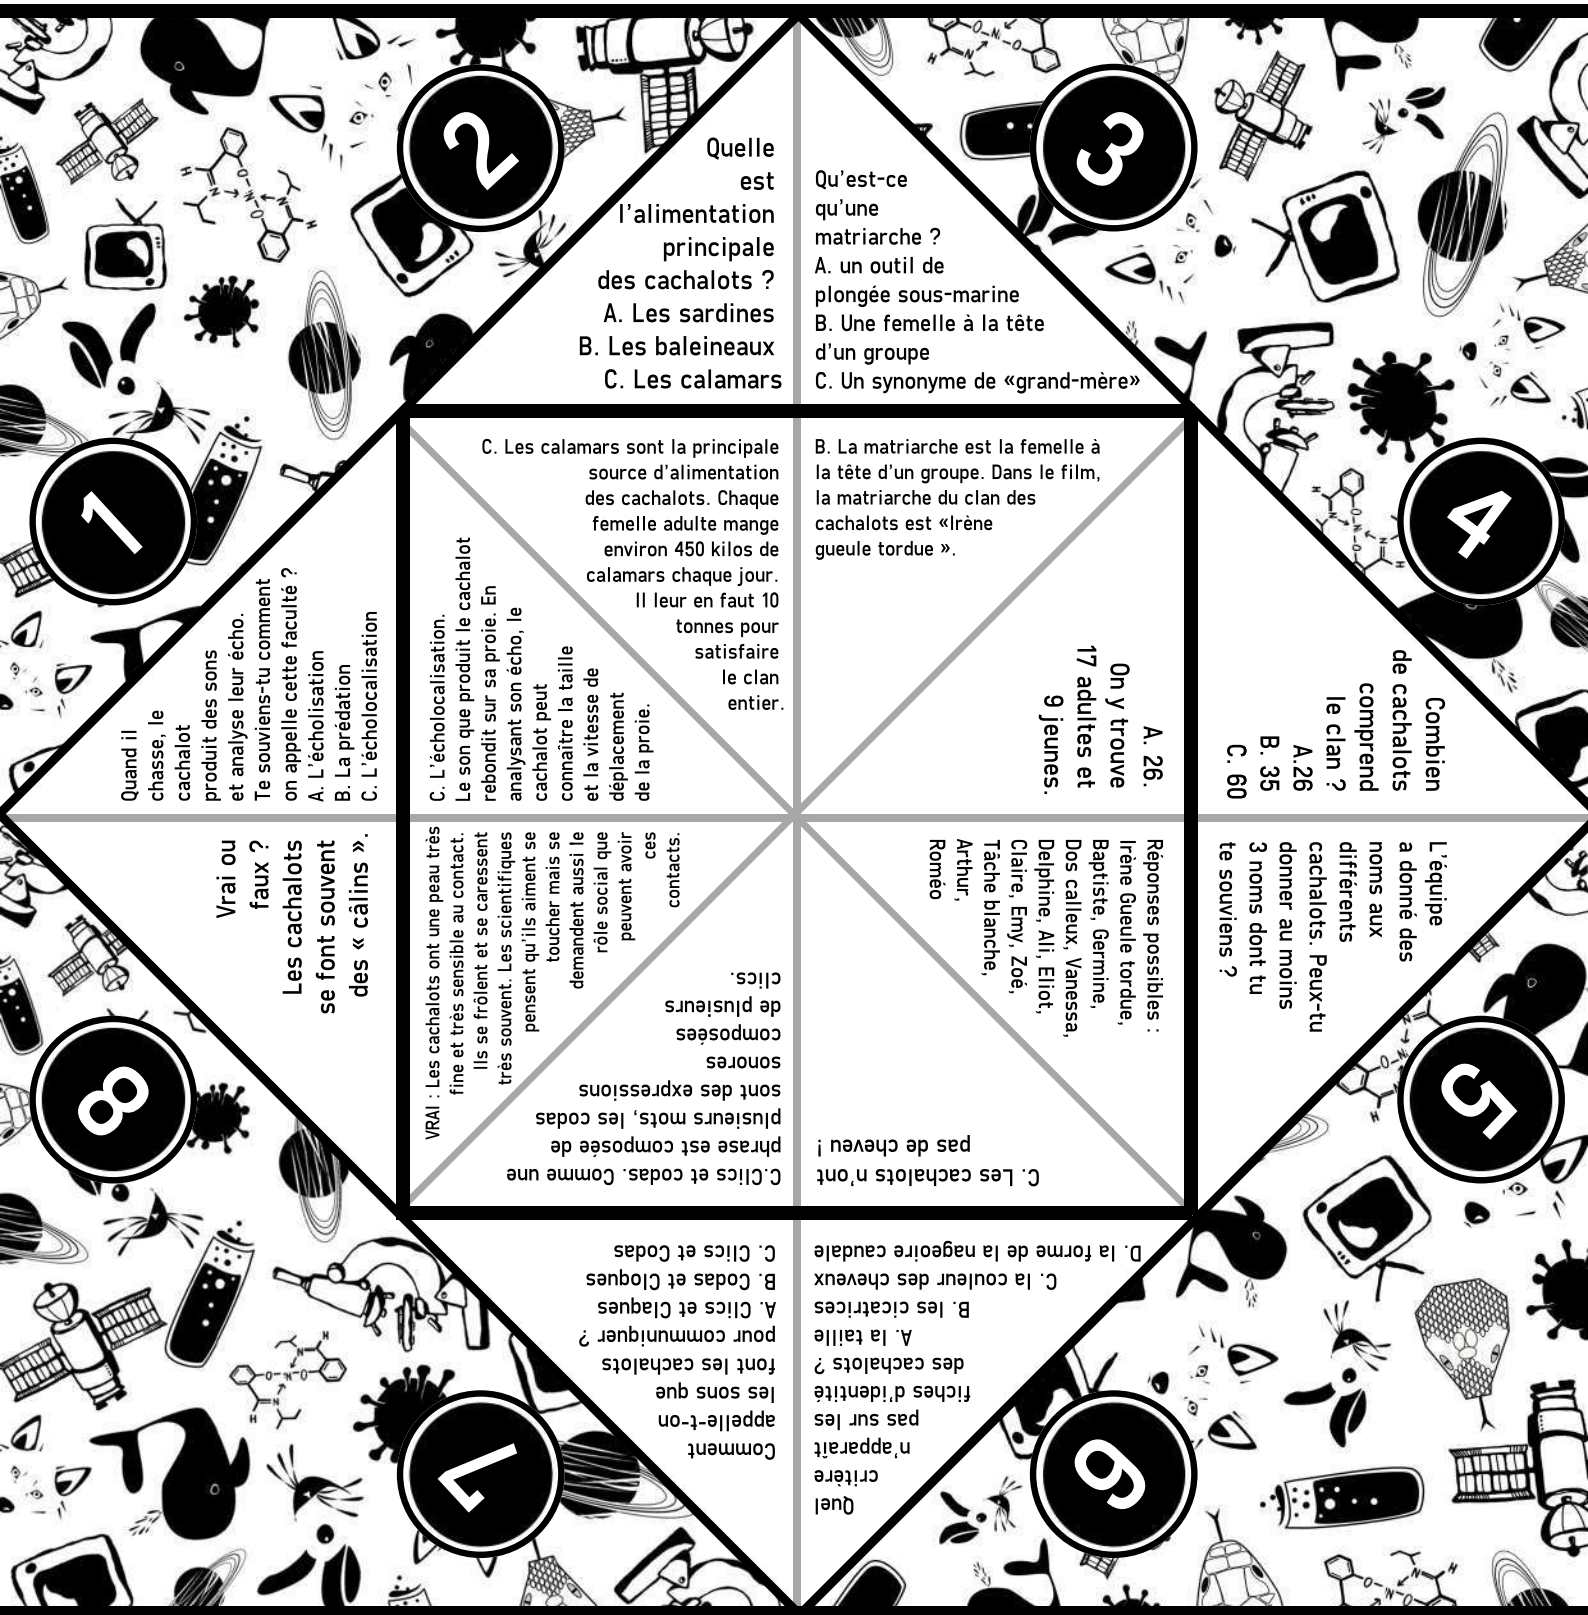 1
Quand il
chasse, le
cachalot
produit des sons
et analyse leur écho.
Te souviens-tu comment
on appelle cette faculté ?
A. L'écholisation
B. La prédation
C. L'écholocalisation
C. L'écholocalisation.
Le son que produit le cachalot
rebondit sur sa proie. En
analysant son écho, le
cachalot peut
connaître la taille
et la vitesse de
déplacement
de la proie.
2
Quelle
est
l'alimentation
principale
des cachalots ?
A. Les sardines
B. Les baleineaux
C. Les calamars
C. Les calamars sont la principale
source d'alimentation
des cachalots. Chaque
femelle adulte mange
environ 450 kilos de
calamars chaque jour.
Il leur en faut 10
tonnes pour
satisfaire
le clan
entier.
3
Qu'est-ce
qu'une
matriarche ?
A. un outil de
plongée sous-marine
B. Une femelle à la tête
d'un groupe
C. Un synonyme de «grand-mère»
B. La matriarche est la femelle à
la tête d'un groupe. Dans le film,
la matriarche du clan des
cachalots est «Irène
gueule tordue ».
4
Combien
de cachalots
comprend
le clan ?
A.26
B. 35
C. 60
A. 26.
On y trouve
17 adultes et
9 jeunes.
5
L'équipe
a donné des
noms aux
différents
cachalots. Peux-tu
donner au moins
3 noms dont tu
te souviens ?
Réponses possibles :
Irène Gueule tordue,
Baptiste, Germine,
Dos calleux, Vanessa,
Delphine, Ali, Eliot,
Claire, Emy, Zoé,
Tâche blanche,
Arthur,
Roméo
6
Quel
critère
n'apparaît
pas sur les
fiches d'identité
des cachalots ?
A. la taille
B. les cicatrices
C. la couleur des cheveux
D. la forme de la nageoire caudale
C. Les cachalots n'ont
pas de cheveu !
7
Comment
appelle-t-on
les sons que
font les cachalots
pour communiquer ?
A. Clics et Claques
B. Codas et Cloques
C. Clics et Codas
C.Clics et codas. Comme une
phrase est composée de
plusieurs mots, les codas
sont des expressions
sonores
composées
de plusieurs
clics.
8
Vrai ou
faux ?
Les cachalots
se font souvent
des « câlins ».
VRAI : Les cachalots ont une peau très
fine et très sensible au contact.
Ils se frôlent et se caressent
très souvent. Les scientifiques
pensent qu'ils aiment se
toucher mais se
demandent aussi le
rôle social que
peuvent avoir
ces
contacts.